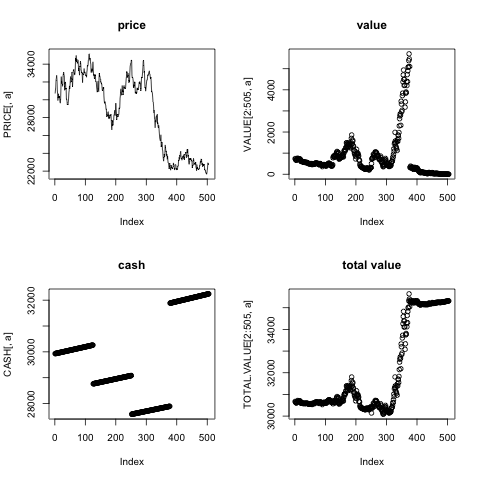 price
PRICE[, a]
22000 28000 34000
0 100 200 300 400 500
Index
value
VALUE[2:505, a]
0 2000 4000
0 100 200 300 400 500
Index
cash
CASH[, a]
28000 30000 32000
0 100 200 300 400 500
Index
total value
TOTAL.VALUE[2:505, a]
30000 32000 34000
0 100 200 300 400 500
Index